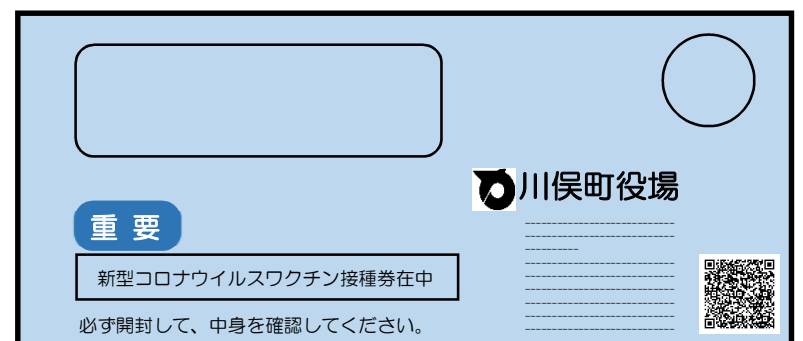 川俣町役場
重要
新型コロナウイルスワクチン接種券在中
必ず開封して、中身を確認してください。